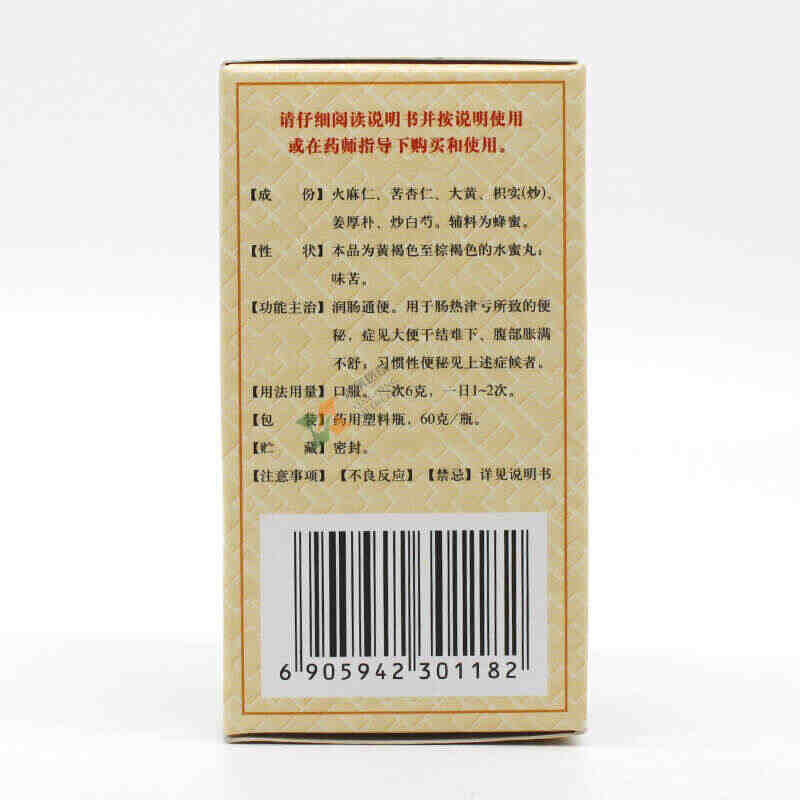 请仔细阅读说明书并按说明使用
或在药师指导下购买和使用。
【成 份】火麻仁、苦杏仁、大黄、枳实(炒)、
姜厚朴、炒白芍。辅料为蜂蜜。
【性 状】本品为黄褐色至棕褐色的水蜜丸；
味苦。
【功能主治】润肠通便。用于肠热津亏所致的便
秘，症见大便干结难下、腹部胀满
不舒；习惯性便秘见上述症候者。
【用法用量】口服。一次6克，一日1~2次。
【包 装】药用塑料瓶，60克/瓶。
【贮 藏】密封。
【注意事项】【不良反应】【禁忌】详见说明书
6 905942 301182